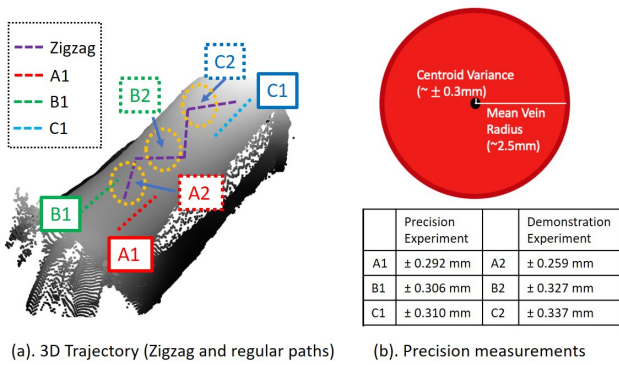 Zigzag
A1
B1
C1
C2
C1
B2
A2
B1
A1
(a). 3D Trajectory (Zigzag and regular paths)
Centroid Variance
(~ ± 0.3mm)
Mean Vein
Radius
(~2.5mm)
Precision Experiment Demonstration Experiment
A1 ± 0.292 mm A2 ± 0.259 mm
B1 ± 0.306 mm B2 ± 0.327 mm
C1 ± 0.310 mm C2 ± 0.337 mm
(b). Precision measurements